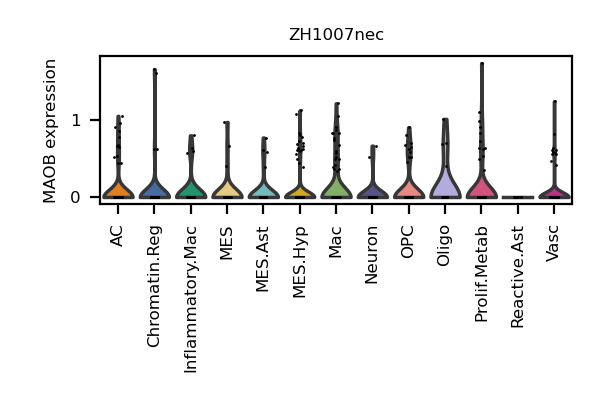 ZH1007nec
MAOB expression
1
0
AC
Chromatin.Reg
Inflammatory.Mac
MES
MES.Ast
MES.Hyp
Mac
Neuron
OPC
Oligo
Prolif.Metab
Reactive.Ast
Vasc